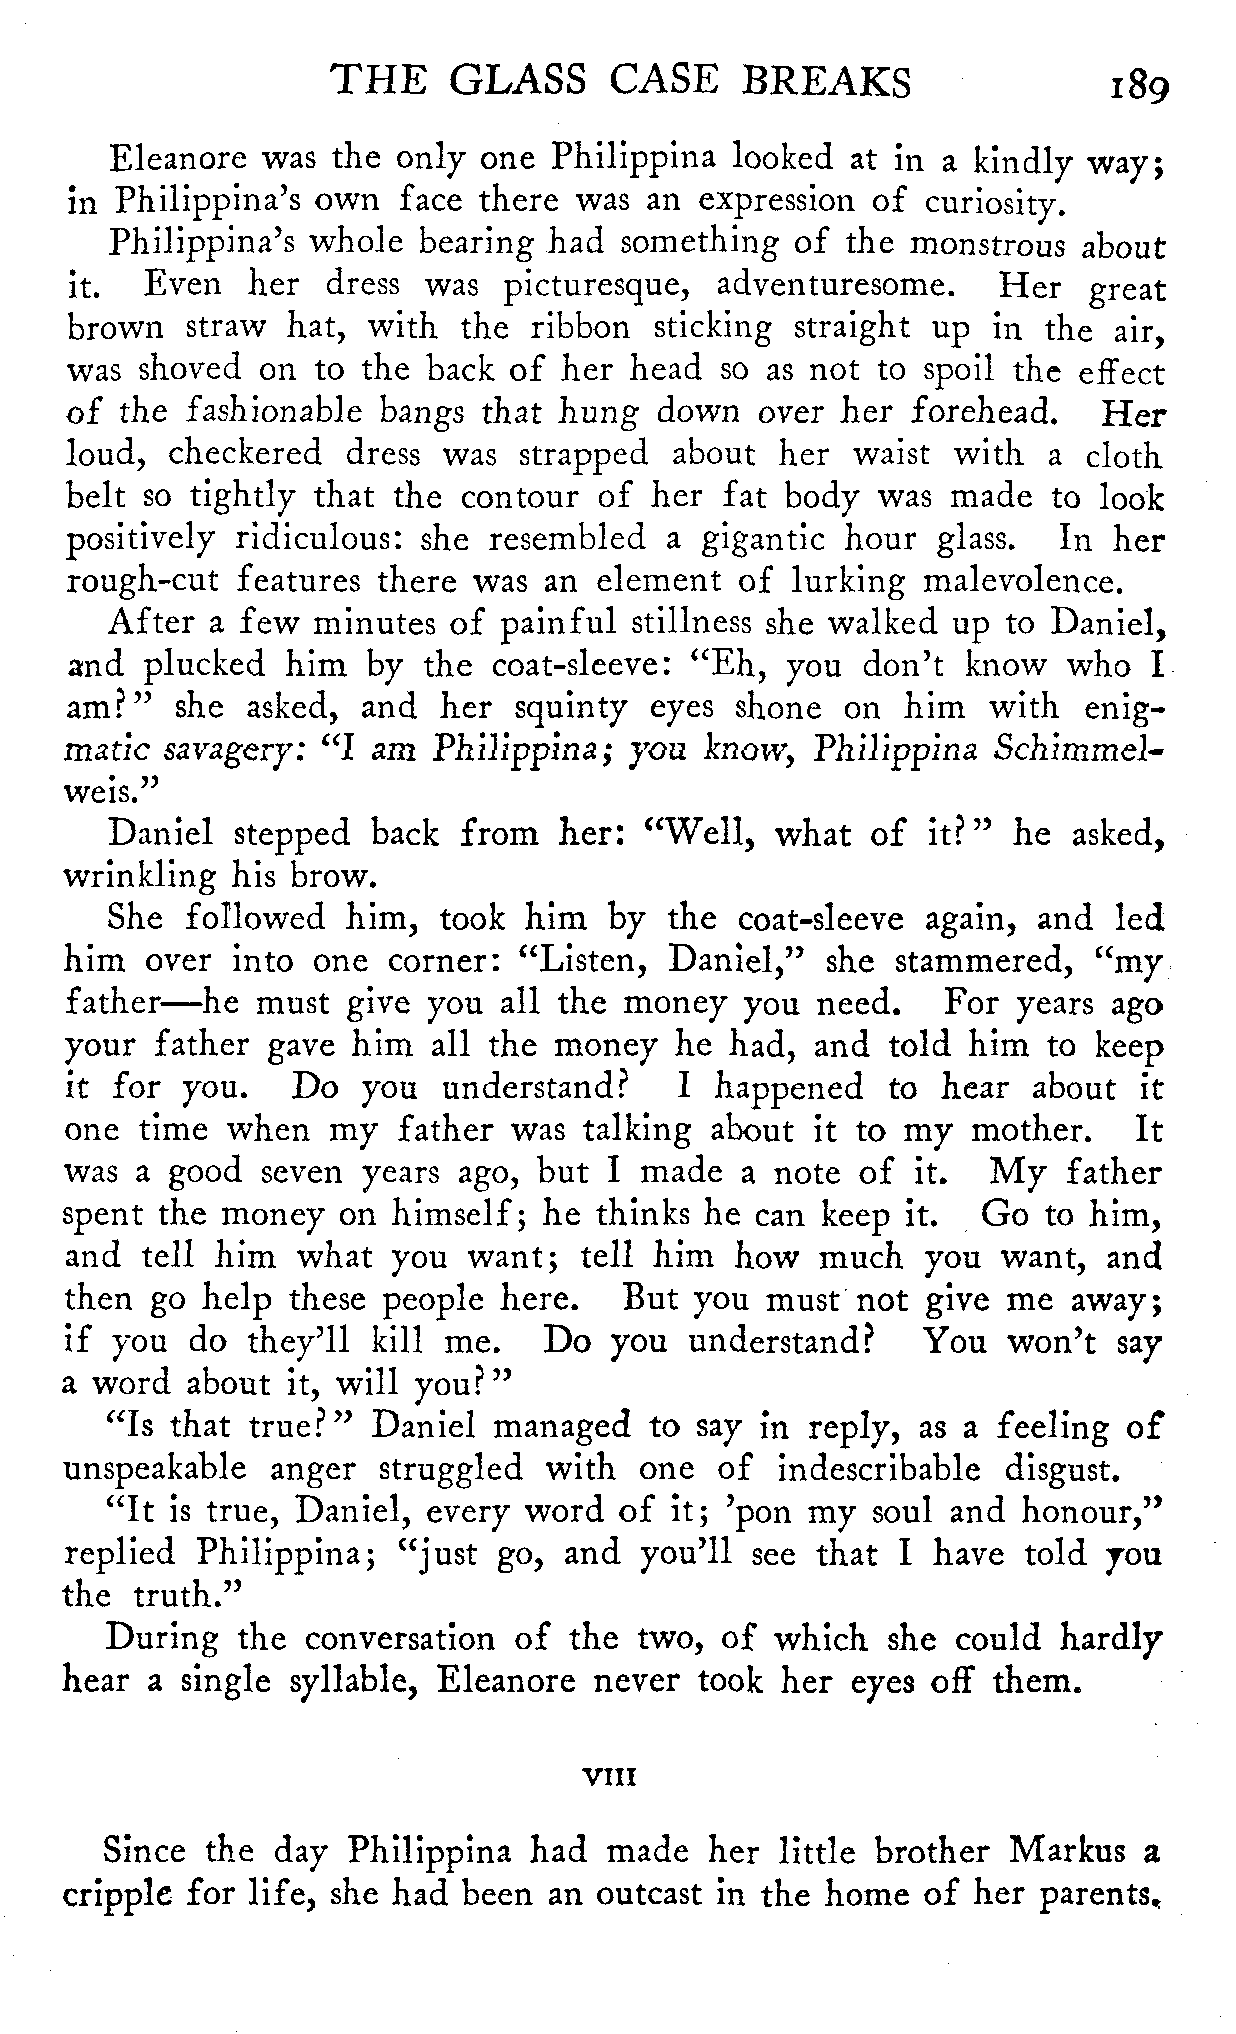 THE GLASS CASE BREAKS 189
Eleanore was the only one Philippina looked at in a kindly way;
in Philippina's own face there was an expression of curiosity.
Philippina's whole bearing had something of the monstrous about
it. Even her dress was picturesque, adventuresome. Her great
brown straw hat, with the ribbon sticking straight up in the air,
was shoved on to the back of her head so as not to spoil the effect
of the fashionable bangs that hung down over her forehead. Her
loud, checkered dress was strapped about her waist with a cloth
belt so tightly that the contour of her fat body was made to look
positively ridiculous: she resembled a gigantic hour glass. In her
rough-cut features there was an element of lurking malevolence.
After a few minutes of painful stillness she walked up to Daniel,
and plucked him by the coat-sleeve: "Eh, you don't know who I
am?" she asked, and her squinty eyes shone on him with enig-
matic savagery: "I am Philippina; you know, Philippina Schimmel-
weis."
Daniel stepped back from her: "Well, what of it?" he asked,
wrinkling his brow.
She followed him, took him by the coat-sleeve again, and led
him over into one corner: "Listen, Daniel," she stammered, "my
father—he must give you all the money you need. For years ago
your father gave him all the money he had, and told him to keep
it for you. Do you understand? I happened to hear about it
one time when my father was talking about it to my mother. It
was a good seven years ago, but I made a note of it. My father
spent the money on himself; he thinks he can keep it. Go to him,
and tell him what you want; tell him how much you want, and
then go help these people here. But you must not give me away;
if you do they'll kill me. Do you understand? You won't say
a word about it, will you?"
"Is that true?" Daniel managed to say in reply, as a feeling of
unspeakable anger struggled with one of indescribable disgust.
"It is true, Daniel, every word of it; 'pon my soul and honour,"
replied Philippina; "just go, and you'll see that I have told you
the truth."
During the conversation of the two, of which she could hardly
hear a single syllable, Eleanore never took her eyes off them.
VIII
Since the day Philippina had made her little brother Markus a
cripple for life, she had been an outcast in the home of her parents.